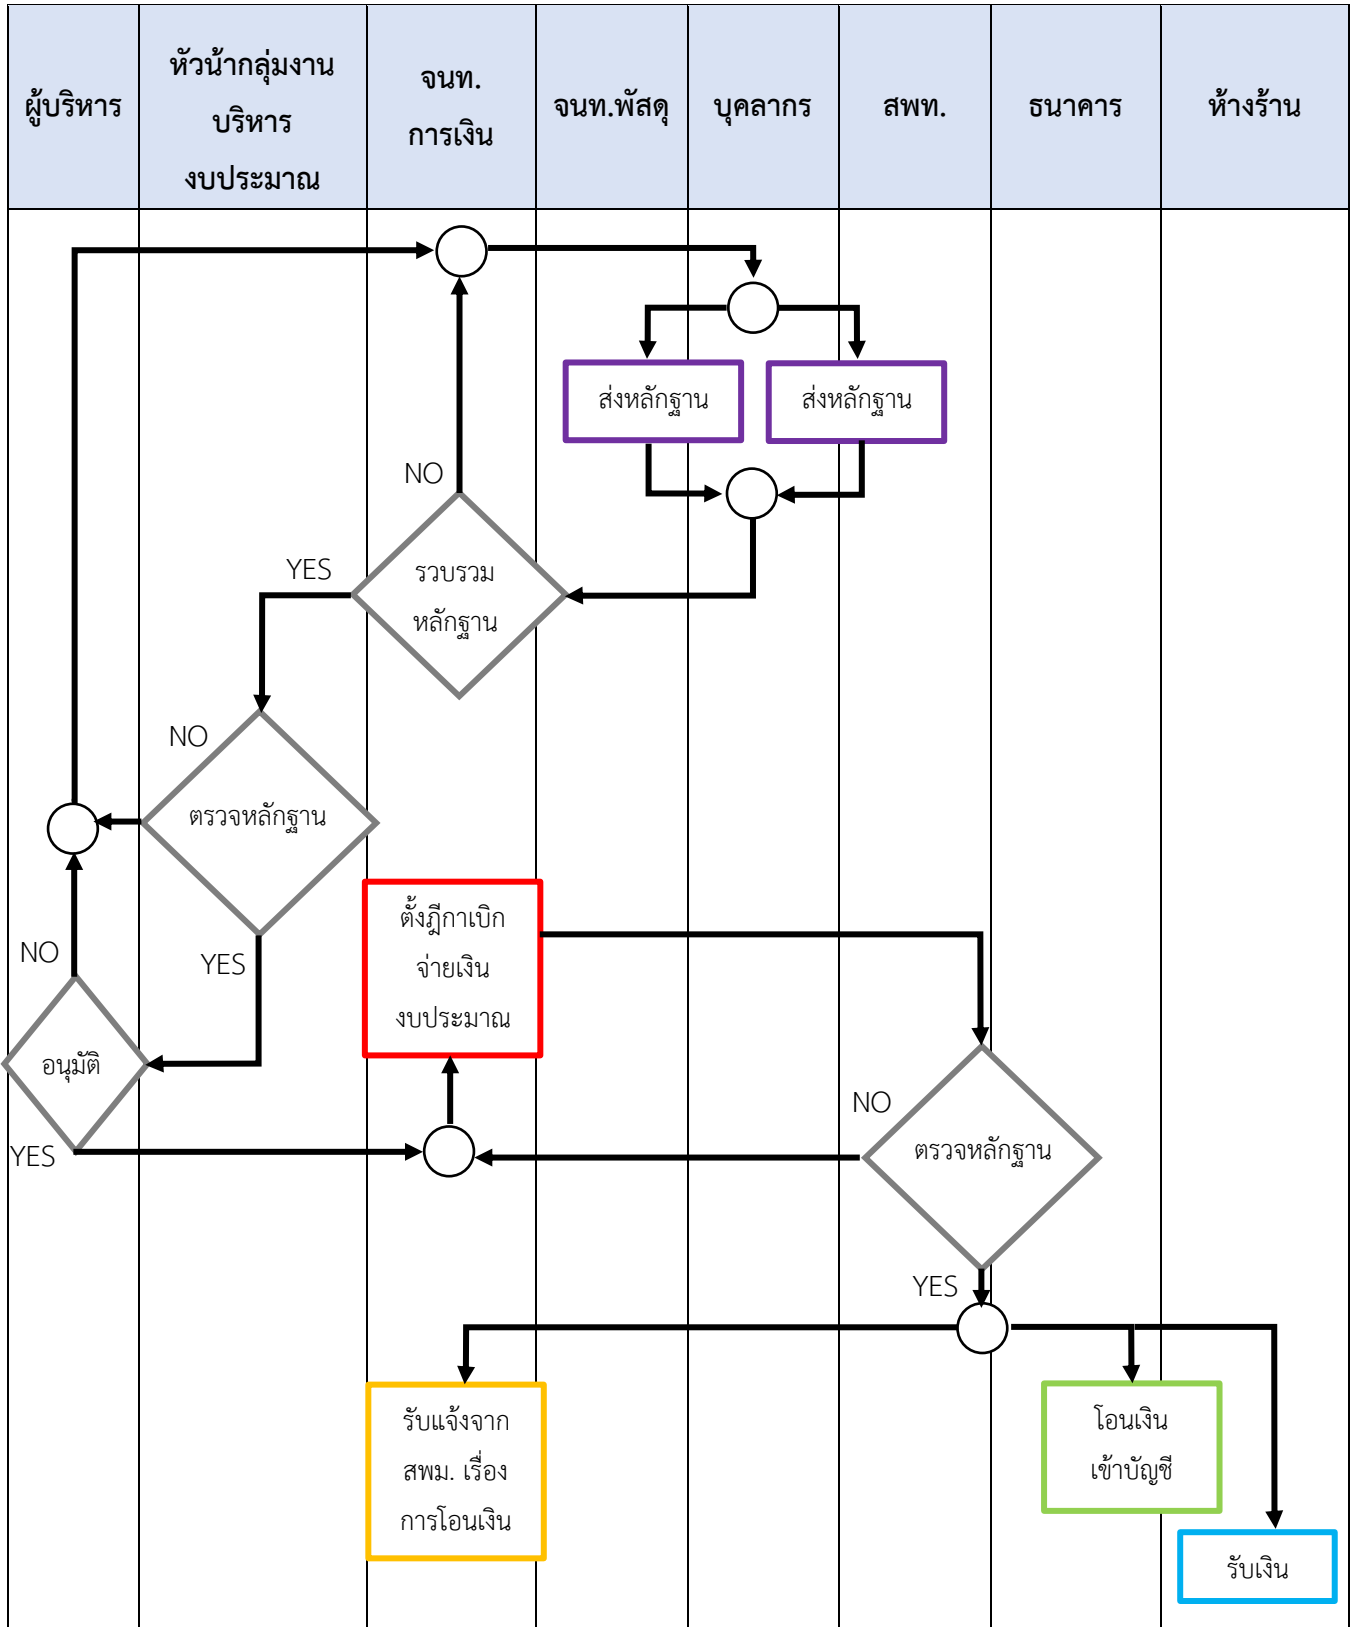 ผู้บริหาร
หัวน้ากลุ่มงาน
บริหาร
งบประมาณ
จนท.
การเงิน
จนท.พัสดุ
บุคลากร
สพท.
ธนาคาร
ห้างร้าน
ส่งหลักฐาน
ส่งหลักฐาน
NO
YES
รวบรวม
หลักฐาน
NO
ตรวจหลักฐาน
NO
YES
ตั้งฎีกาเบิก
จ่ายเงิน
งบประมาณ
อนุมัติ
YES
NO
ตรวจหลักฐาน
YES
รับแจ้งจาก
สพม. เรื่อง
การโอนเงิน
โอนเงิน
เข้าบัญชี
รับเงิน